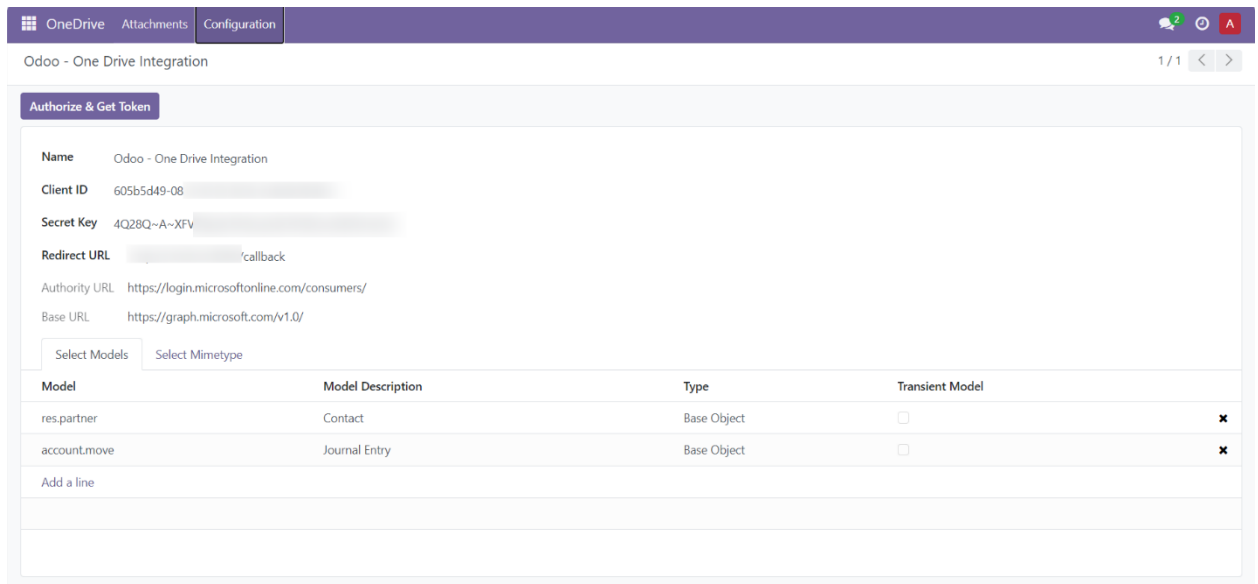 OneDrive Attachments Configuration 2 A
Odoo - One Drive Integration 1 / 1
Authorize & Get Token
Name Odoo - One Drive Integration
Client ID 605b5d49-08
Secret Key 4Q28Q~A~XFV
Redirect URL /callback
Authority URL https://login.microsoftonline.com/consumers/
Base URL https://graph.microsoft.com/v1.0/
Select Models Select Mimetype
Model Model Description Type Transient Model
res.partner Contact Base Object
account.move Journal Entry Base Object
Add a line